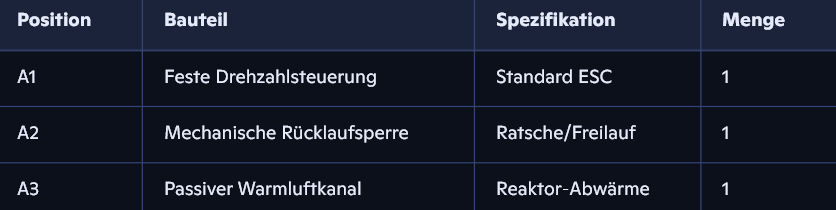 Position Bauteil Spezifikation Menge
A1 Feste Drehzahlsteuerung Standard ESC 1
A2 Mechanische Rücklaufsperre Ratsche/Freilauf 1
A3 Passiver Warmluftkanal Reaktor-Abwärme 1